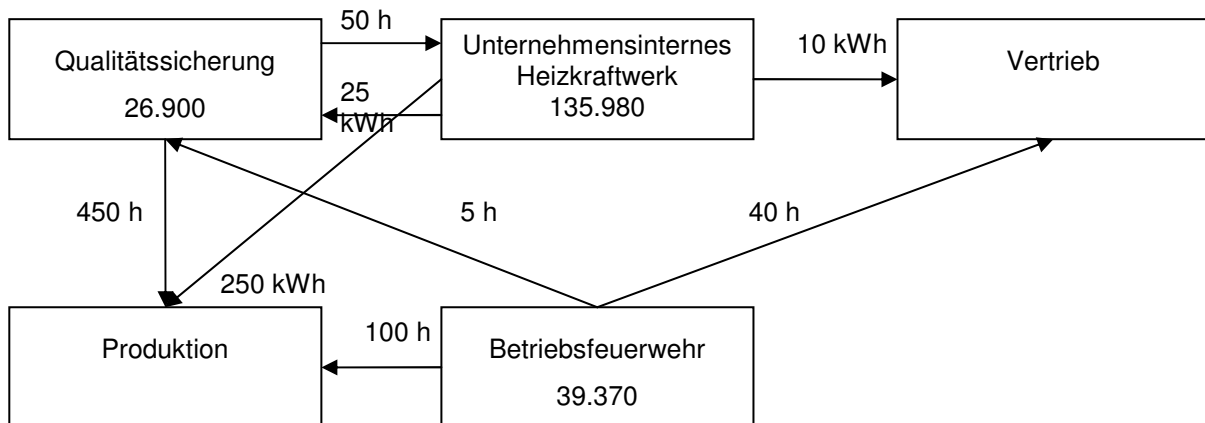 50 h
Qualitätssicherung
26.900
Unternehmensinternes
Heizkraftwerk
135.980
10 kWh
Vertrieb
25
kWh
450 h
5 h
40 h
250 kWh
Produktion
100 h
Betriebsfeuerwehr
39.370